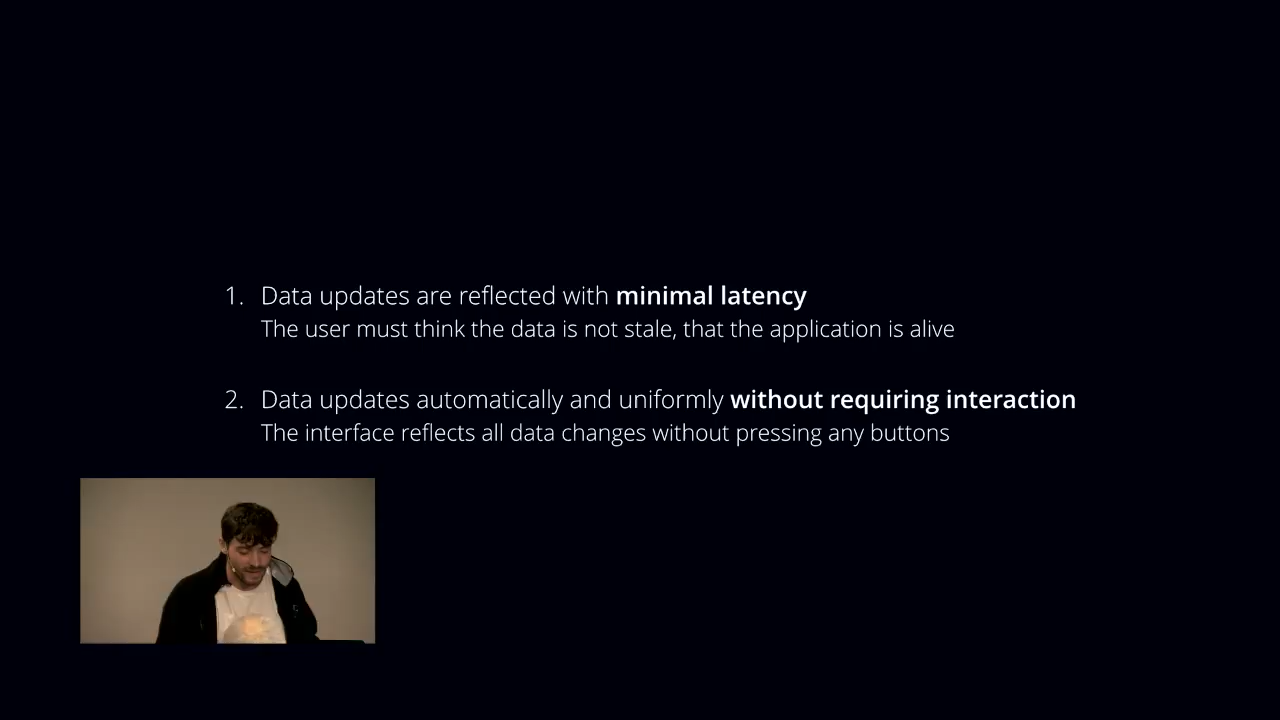 1. Data updates are reflected with minimal latency
The user must think the data is not stale, that the application is alive
2. Data updates automatically and uniformly without requiring interaction
The interface reflects all data changes without pressing any buttons